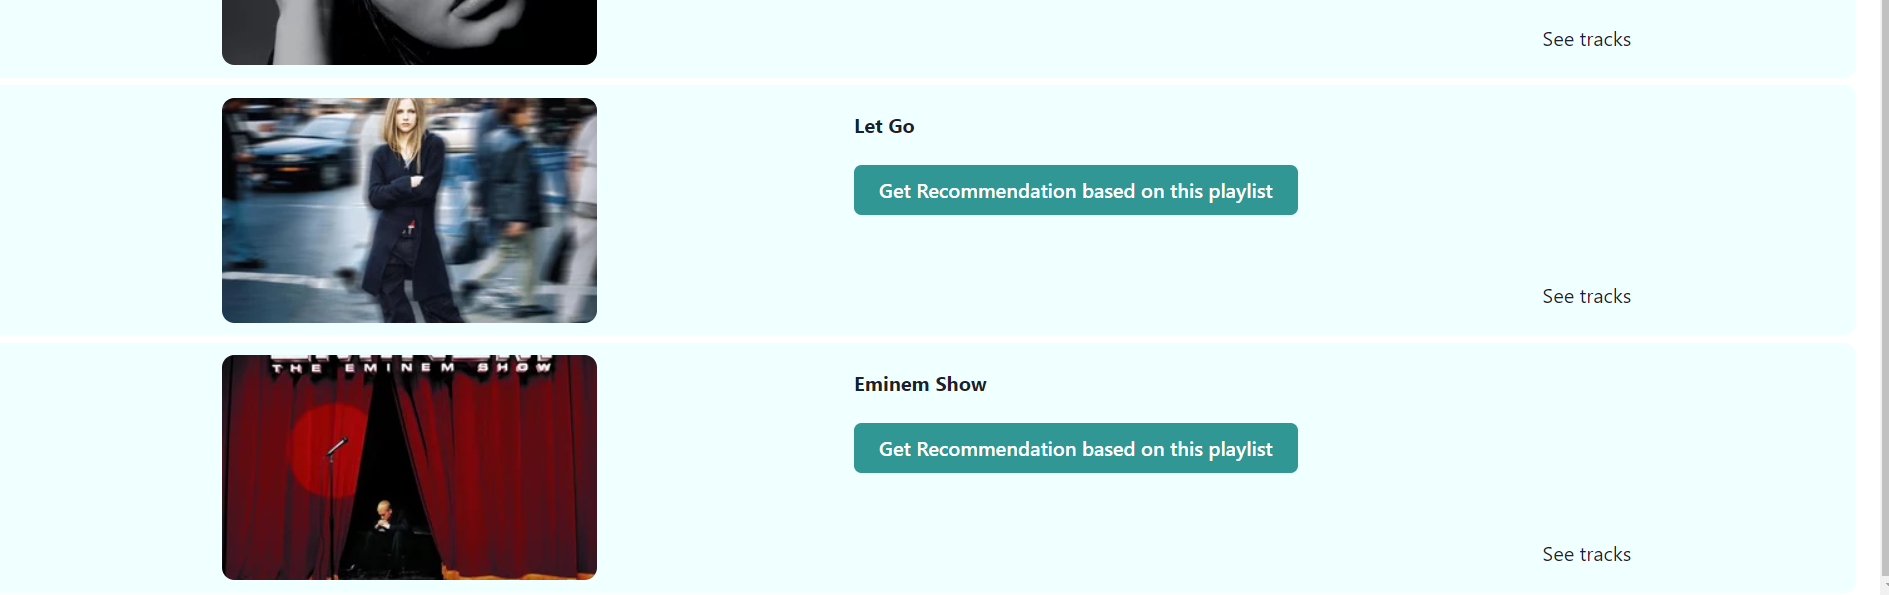 See tracks
Let Go
Get Recommendation based on this playlist
See tracks
THE EMINEM SHOW
Eminem Show
Get Recommendation based on this playlist
See tracks